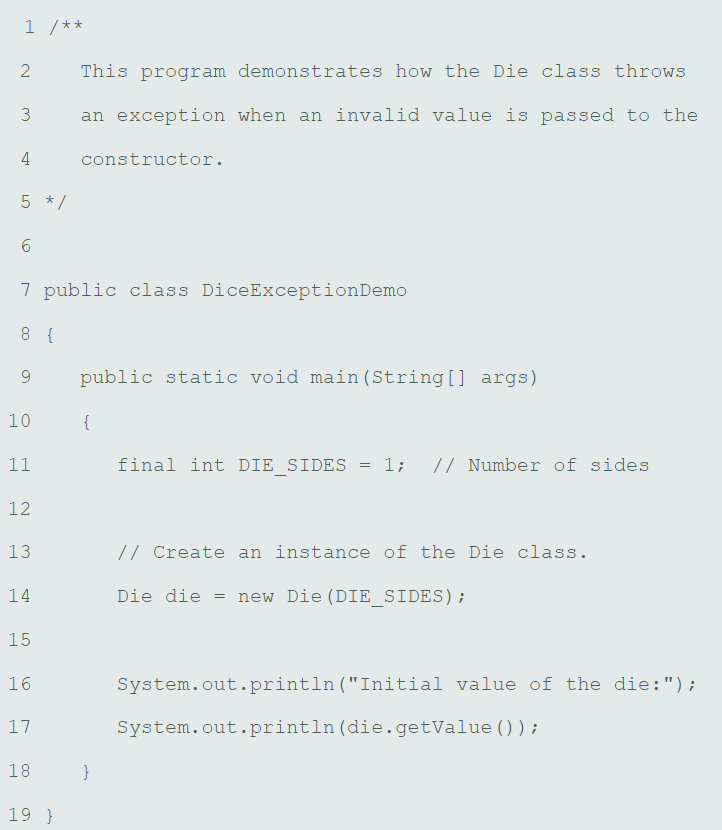 1 /**
2    This program demonstrates how the Die class throws
3    an exception when an invalid value is passed to the
4    constructor.
5 */
6
7 public class DiceExceptionDemo
8 {
9    public static void main(String[] args)
10    {
11       final int DIE_SIDES = 1;  // Number of sides
12
13       // Create an instance of the Die class.
14       Die die = new Die(DIE_SIDES);
15
16       System.out.println("Initial value of the die:");
17       System.out.println(die.getValue());
18    }
19 }